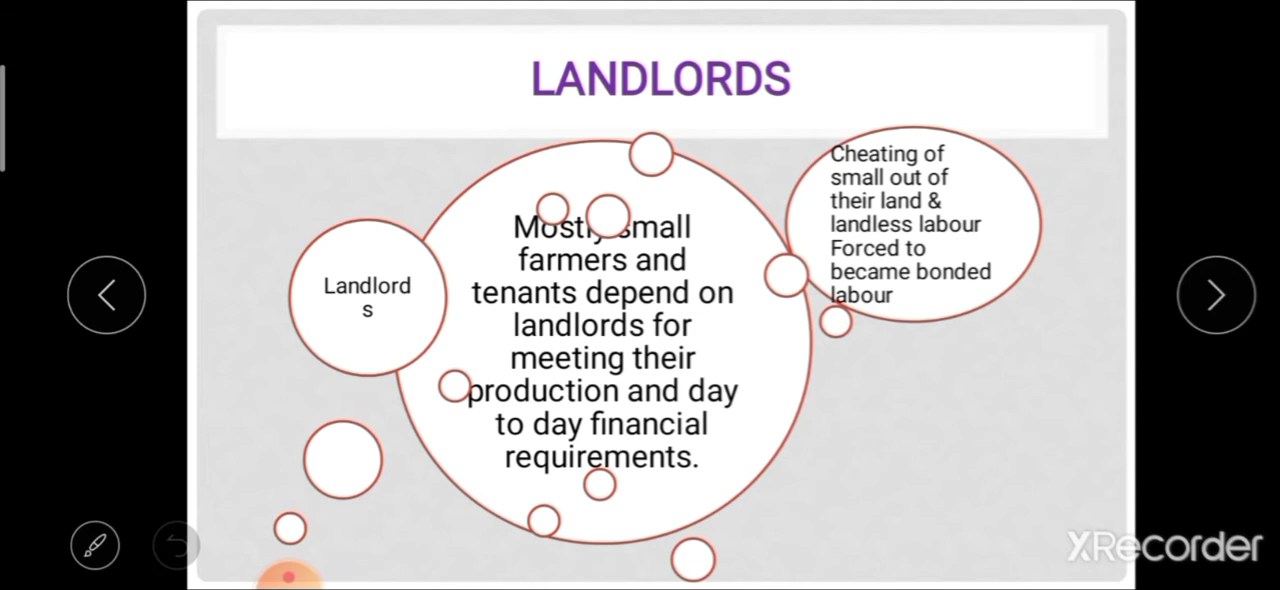 LANDLORDS
Landlord
s
Mostly small
farmers and
tenants depend on
landlords for
meeting their
production and day
to day financial
requirements.
Cheating of
small out of
their land &
landless labour
Forced to
became bonded
labour
XRecorder